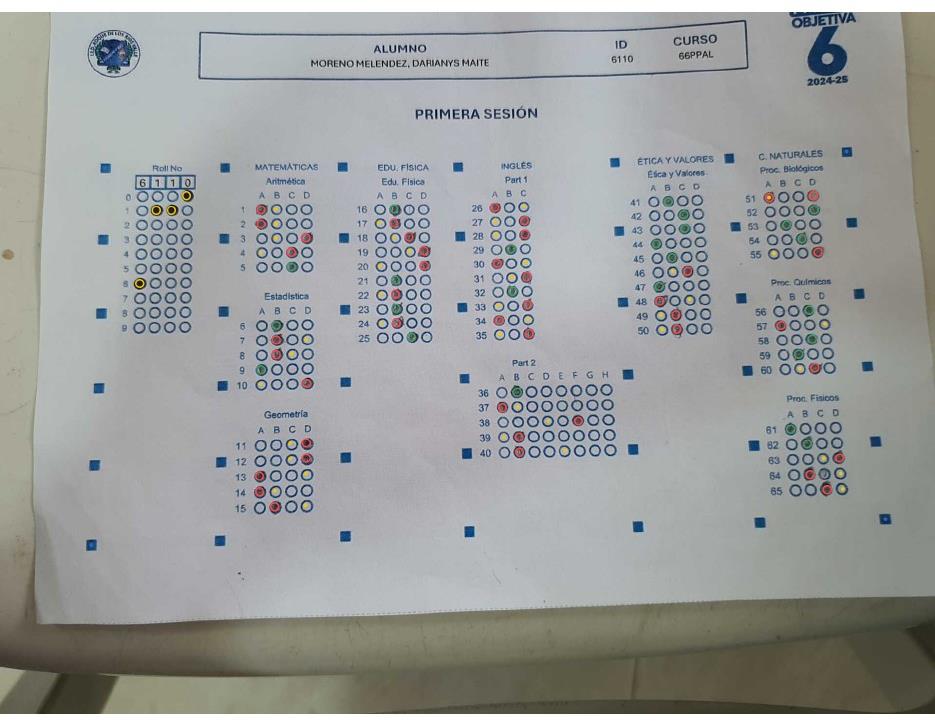 OBJETIVA
6
2024-25
ALUMNO
MORENO MELENDEZ, DARIANYS MAITE
ID
6110
CURSO
66PPAL
PRIMERA SESIÓN
Roll No
6 1 1 0
0
1
2
3
4
5
6
7
8
9
MATEMÁTICAS
Aritmética
A B C D
1
2
3
4
5
Estadística
A B C D
6
7
8
9
10
Geometría
A B C D
11
12
13
14
15
EDU. FÍSICA
Edu. Física
A B C D
16
17
18
19
20
21
22
23
24
25
INGLÉS
Part 1
A B C
26
27
28
29
30
31
32
33
34
35
Part 2
A B C D E F G H
36
37
38
39
40
ÉTICA Y VALORES
Ética y Valores
A B C D
41
42
43
44
45
46
47
48
49
50
C. NATURALES
Proc. Biológicos
A B C D
51
52
53
54
55
Proc. Químicos
A B C D
56
57
58
59
60
Proc. Físicos
A B C D
61
62
63
64
65